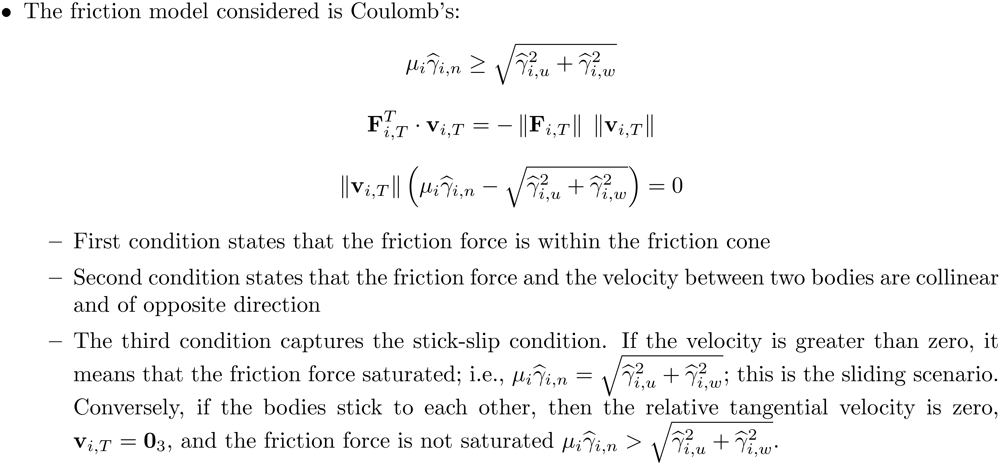 • The friction model considered is Coulomb's:
$\mu_i \widehat{\gamma}_{i,n} \geq \sqrt{\widehat{\gamma}_{i,u}^2 + \widehat{\gamma}_{i,w}^2}$
$\mathbf{F}_{i,T}^T \cdot \mathbf{v}_{i,T} = -\left\|\mathbf{F}_{i,T}\right\| \, \left\|\mathbf{v}_{i,T}\right\|$
$\left\|\mathbf{v}_{i,T}\right\| \left( \mu_i \widehat{\gamma}_{i,n} - \sqrt{\widehat{\gamma}_{i,u}^2 + \widehat{\gamma}_{i,w}^2} \right) = 0$
– First condition states that the friction force is within the friction cone
– Second condition states that the friction force and the velocity between two bodies are collinear
and of opposite direction
– The third condition captures the stick-slip condition. If the velocity is greater than zero, it
means that the friction force saturated; i.e., $\mu_i \widehat{\gamma}_{i,n} = \sqrt{\widehat{\gamma}_{i,u}^2 + \widehat{\gamma}_{i,w}^2}$; this is the sliding scenario.
Conversely, if the bodies stick to each other, then the relative tangential velocity is zero,
$\mathbf{v}_{i,T} = \mathbf{0}_3$, and the friction force is not saturated $\mu_i \widehat{\gamma}_{i,n} > \sqrt{\widehat{\gamma}_{i,u}^2 + \widehat{\gamma}_{i,w}^2}$.